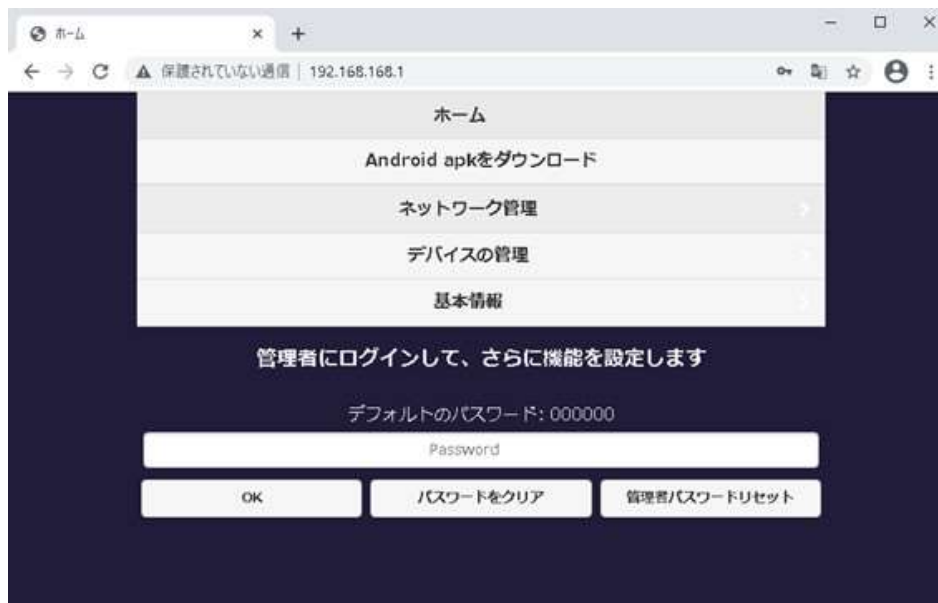 ホーム
保護されていない通信 | 192.168.168.1
ホーム
Android apkをダウンロード
ネットワーク管理
デバイスの管理
基本情報
管理者にログインして、さらに機能を設定します
デフォルトのパスワード: 000000
Password
OK パスワードをクリア 管理者パスワードリセット